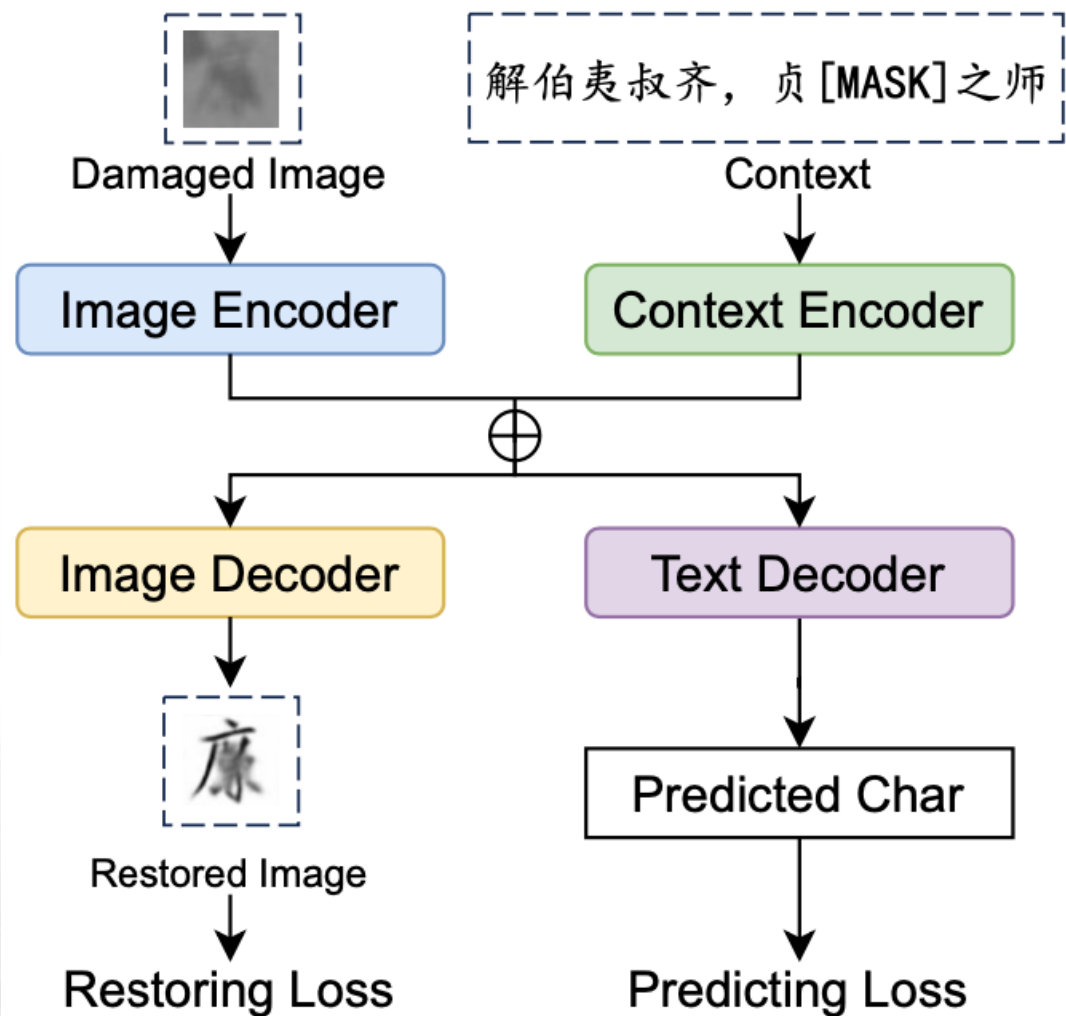 解伯夷叔齐，贞[MASK]之师
Damaged Image
Context
Image Encoder
Context Encoder
Image Decoder
Text Decoder
康
Predicted Char
Restored Image
Restoring Loss
Predicting Loss